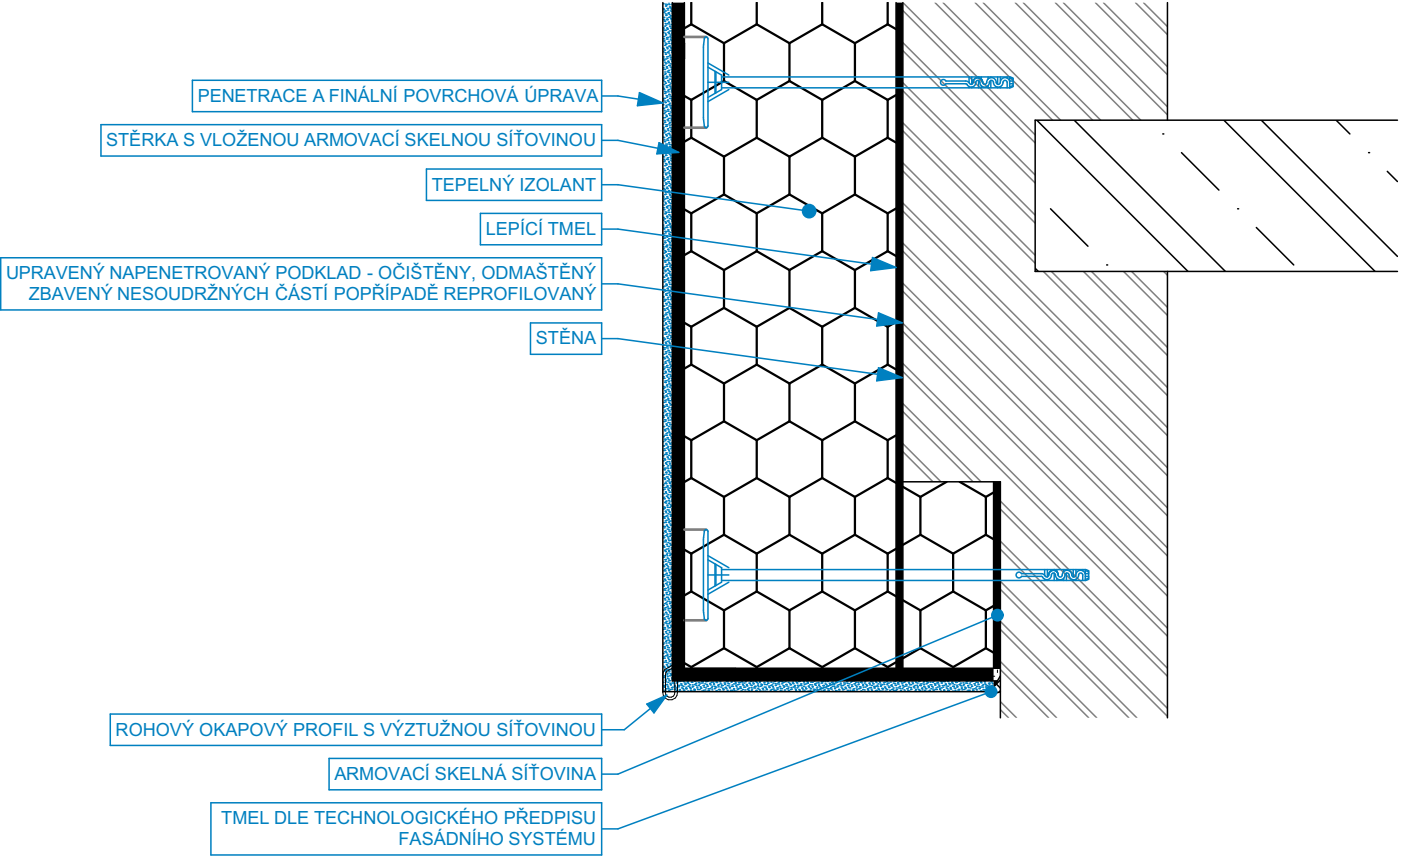 PENETRACE A FINÁLNÍ POVRCHOVÁ ÚPRAVA
STĚRKA S VLOŽENOU ARMOVACÍ SKELNOU SÍŤOVINOU
TEPELNÝ IZOLANT
LEPÍCÍ TMEL
UPRAVENÝ NAPENETROVANÝ PODKLAD - OČIŠTĚNY, ODMAŠTĚNÝ
ZBAVENÝ NESOUDRŽNÝCH ČÁSTÍ POPŘÍPADĚ REPROFILOVANÝ
STĚNA
ROHOVÝ OKAPOVÝ PROFIL S VÝZTUŽNOU SÍŤOVINOU
ARMOVACÍ SKELNÁ SÍŤOVINA
TMEL DLE TECHNOLOGICKÉHO PŘEDPISU
FASÁDNÍHO SYSTÉMU